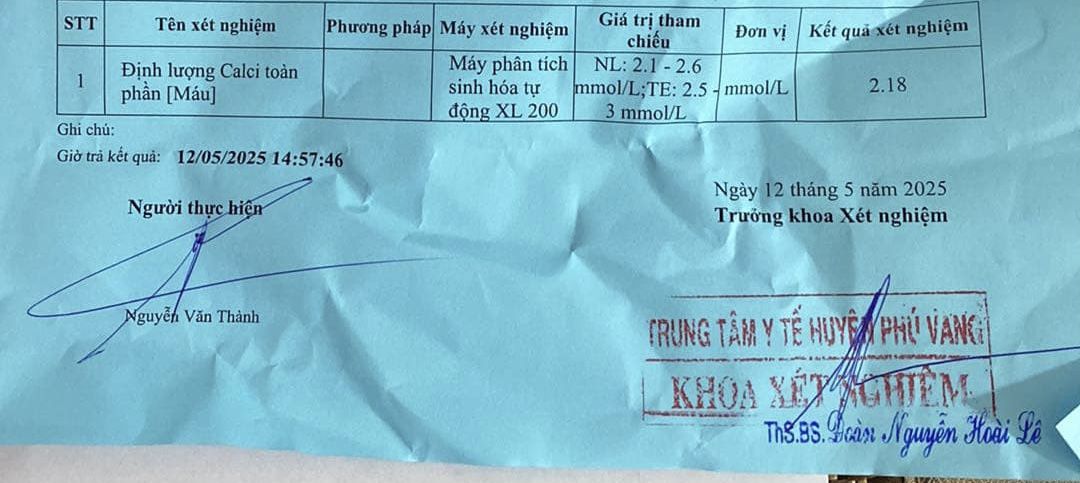 STT Tên xét nghiệm Phương pháp Máy xét nghiệm Giá trị tham chiếu Đơn vị Kết quả xét nghiệm
1 Định lượng Calci toàn phần [Máu] Máy phân tích sinh hóa tự động XL 200 NL: 2.1 - 2.6 mmol/L;TE: 2.5 - 3 mmol/L mmol/L 2.18
Ghi chú:
Giờ trả kết quả: 12/05/2025 14:57:46
Ngày 12 tháng 5 năm 2025
Người thực hiện
Trưởng khoa Xét nghiệm
Nguyễn Văn Thành
TRUNG TÂM Y TẾ HUYỆN PHÚ VANG
KHOA XÉT NGHIỆM
ThS.BS. Đoàn Nguyễn Hoài Lê